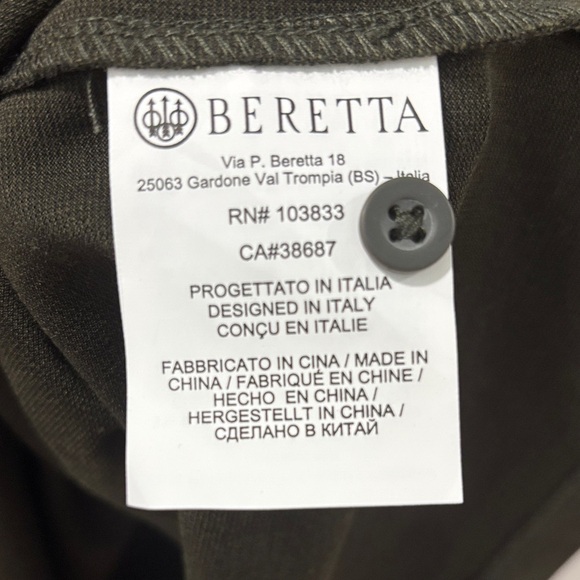 BERETTA
Via P. Beretta 18
25063 Gardone Val Trompia (BS) – Italia
RN# 103833
CA#38687
PROGETTATO IN ITALIA
DESIGNED IN ITALY
CONÇU EN ITALIE
FABBRICATO IN CINA / MADE IN
CHINA / FABRIQUÉ EN CHINE /
HECHO EN CHINA /
HERGESTELLT IN CHINA /
СДЕЛАНО В КИТАЙ